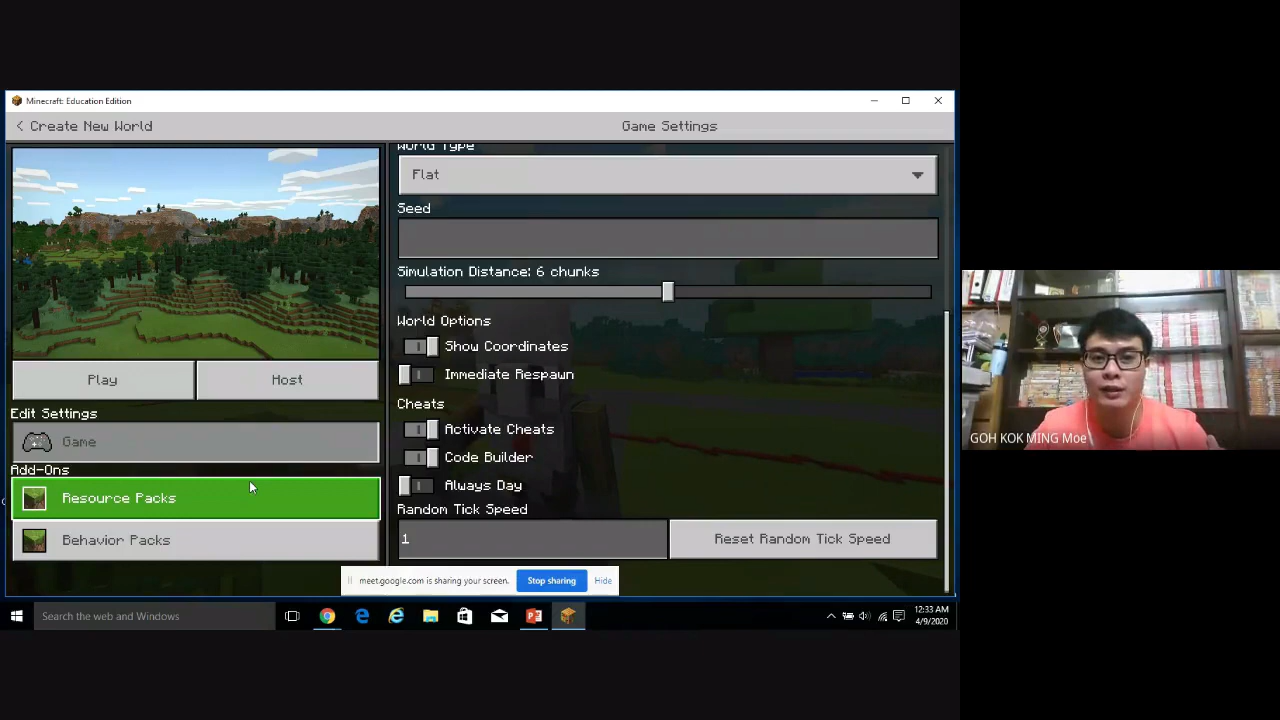 Minecraft: Education Edition
Create New World
Game Settings
World Type
Flat
Seed
Simulation Distance: 6 chunks
World Options
Show Coordinates
Immediate Respawn
Cheats
Activate Cheats
Code Builder
Always Day
Random Tick Speed
1
Reset Random Tick Speed
Play
Host
Edit Settings
Game
Add-Ons
Resource Packs
Behavior Packs
meet.google.com is sharing your screen.
Stop sharing
Hide
Search the web and Windows
12:33 AM
4/9/2020
GOH KOK MING Moe